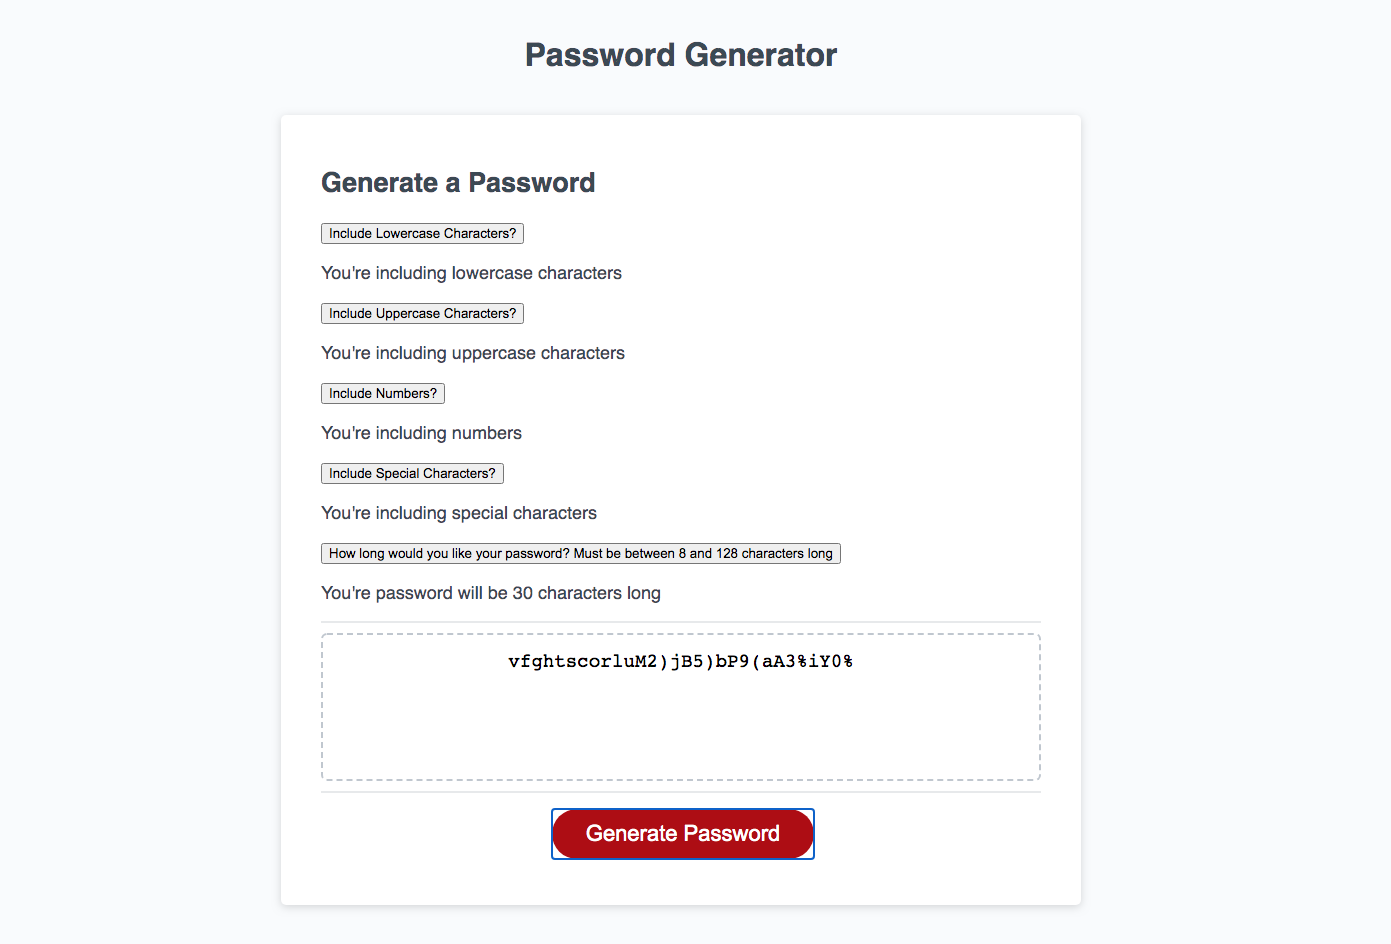 Password Generator
Generate a Password
Include Lowercase Characters?
You're including lowercase characters
Include Uppercase Characters?
You're including uppercase characters
Include Numbers?
You're including numbers
Include Special Characters?
You're including special characters
How long would you like your password? Must be between 8 and 128 characters long
You're password will be 30 characters long
vfghtscorluM2)jB5)bP9(aA3%iY0%
Generate Password